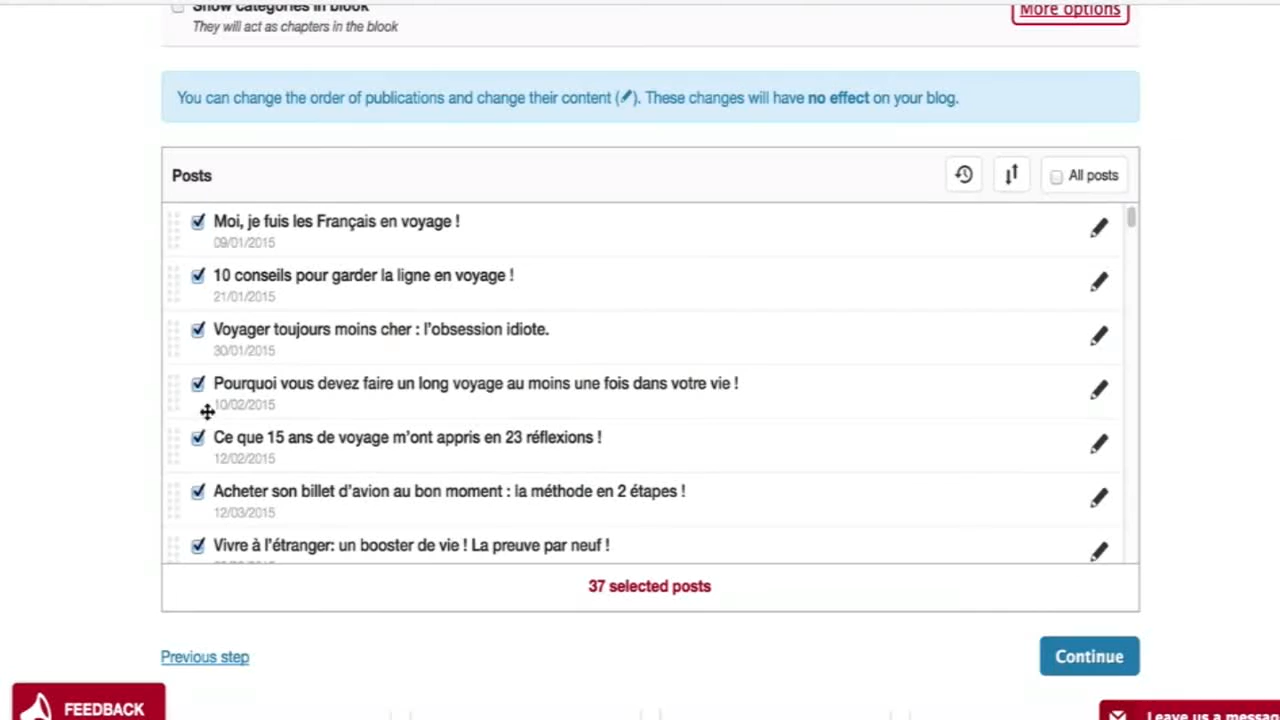 Show categories in blook
They will act as chapters in the blook
More options
You can change the order of publications and change their content ( ). These changes will have no effect on your blog.
Posts
All posts
Moi, je fuis les Français en voyage !
09/01/2015
10 conseils pour garder la ligne en voyage !
21/01/2015
Voyager toujours moins cher : l'obsession idiote.
30/01/2015
Pourquoi vous devez faire un long voyage au moins une fois dans votre vie !
10/02/2015
Ce que 15 ans de voyage m'ont appris en 23 réflexions !
12/02/2015
Acheter son billet d'avion au bon moment : la méthode en 2 étapes !
12/03/2015
Vivre à l'étranger: un booster de vie ! La preuve par neuf !
37 selected posts
Previous step
Continue
FEEDBACK
Leave us a messag